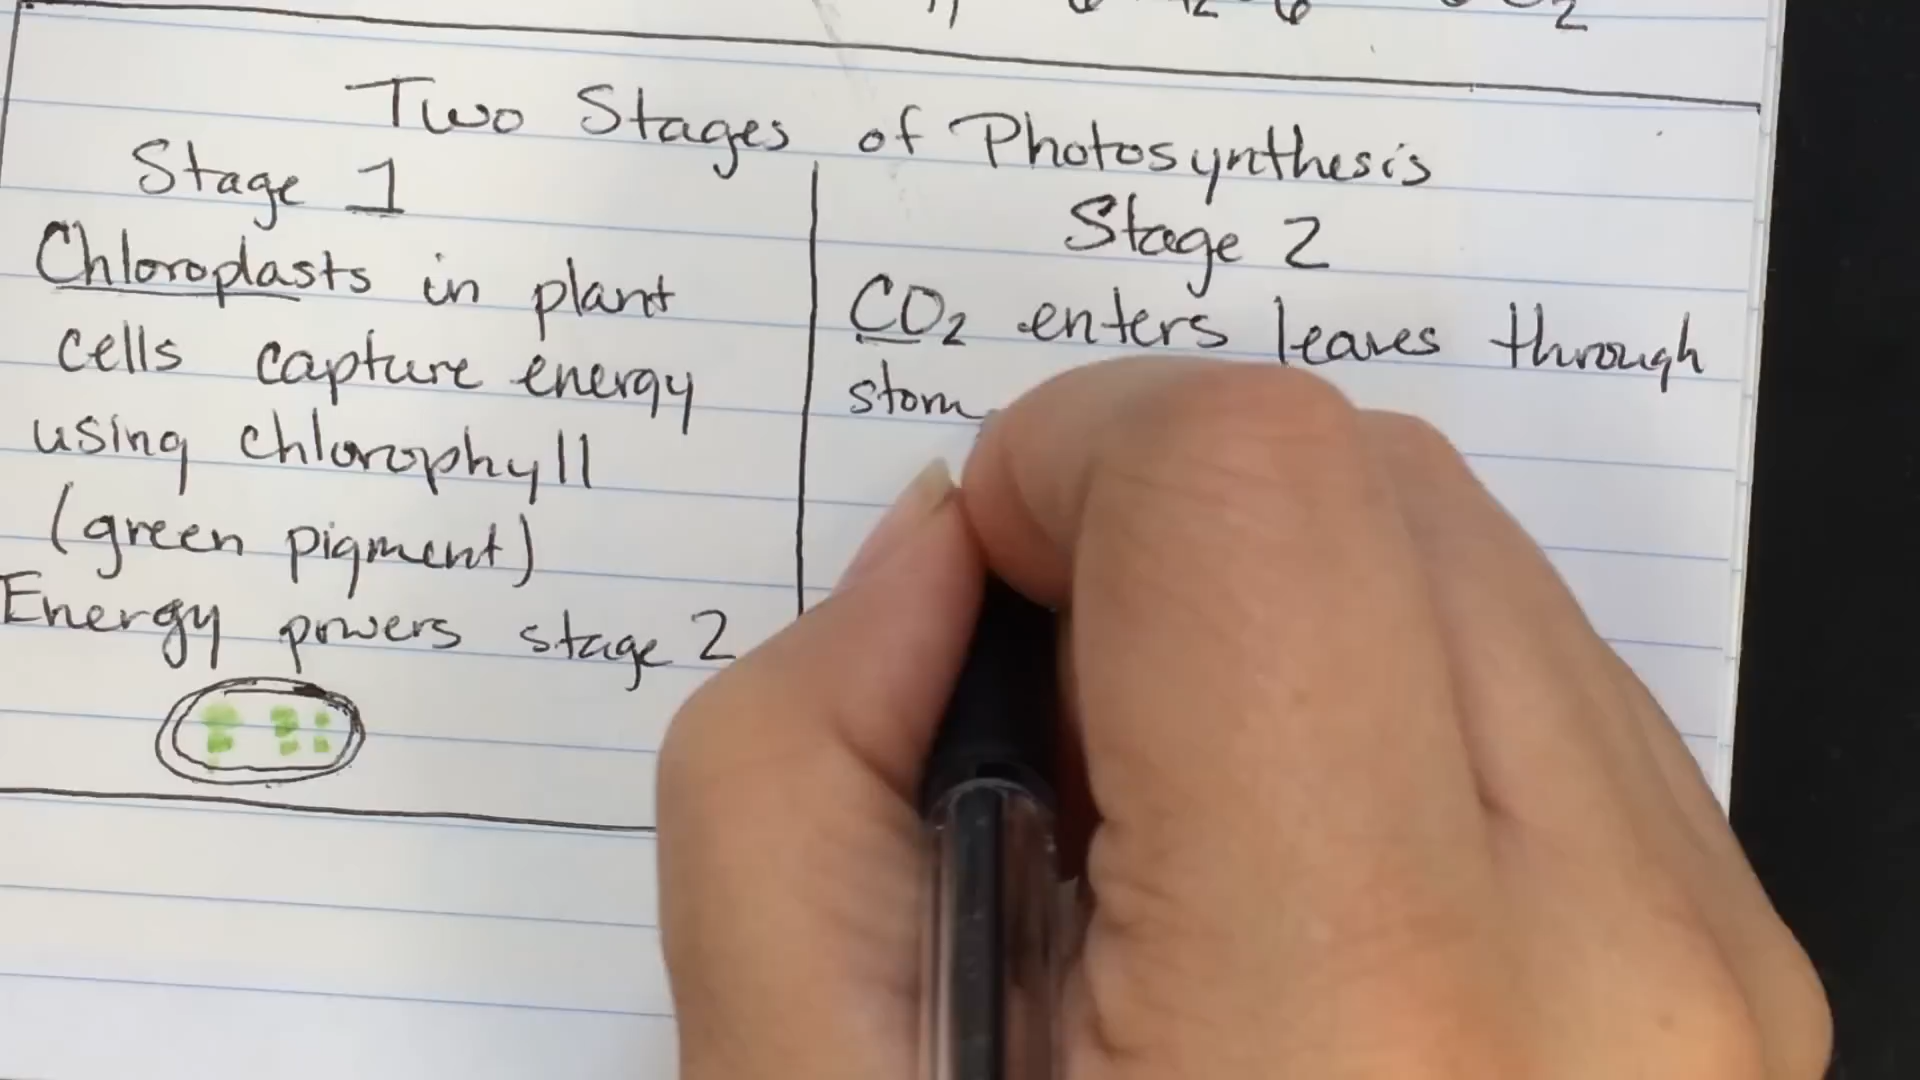 Two Stages of Photosynthesis
Stage 1
Chloroplasts in plant
cells capture energy
using chlorophyll
(green pigment)
Energy powers stage 2
Stage 2
CO2 enters leaves through
stom